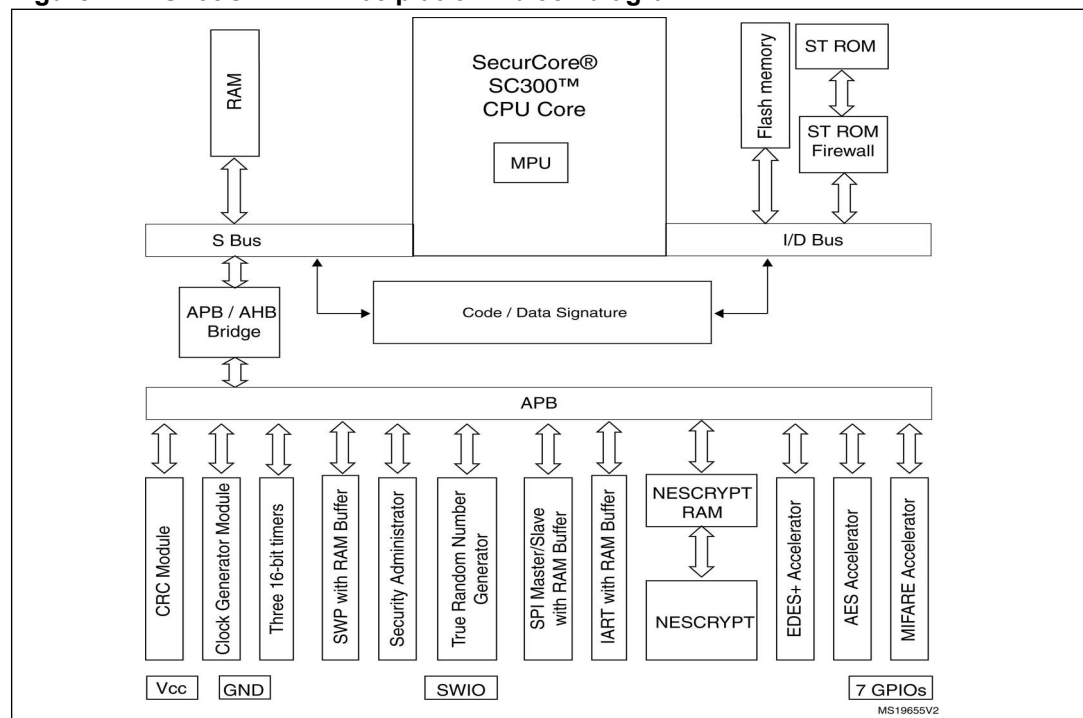 RAM
SecurCore®
SC300™
CPU Core
MPU
Flash memory
ST ROM
ST ROM
Firewall
S Bus
I/D Bus
APB / AHB
Bridge
Code / Data Signature
APB
CRC Module
Clock Generator Module
Three 16-bit timers
SWP with RAM Buffer
Security Administrator
True Random Number
Generator
SPI Master/Slave
with RAM Buffer
IART with RAM Buffer
NESCRYPT
RAM
NESCRYPT
EDES+ Accelerator
AES Accelerator
MIFARE Accelerator
Vcc
GND
SWIO
7 GPIOs
MS19655V2